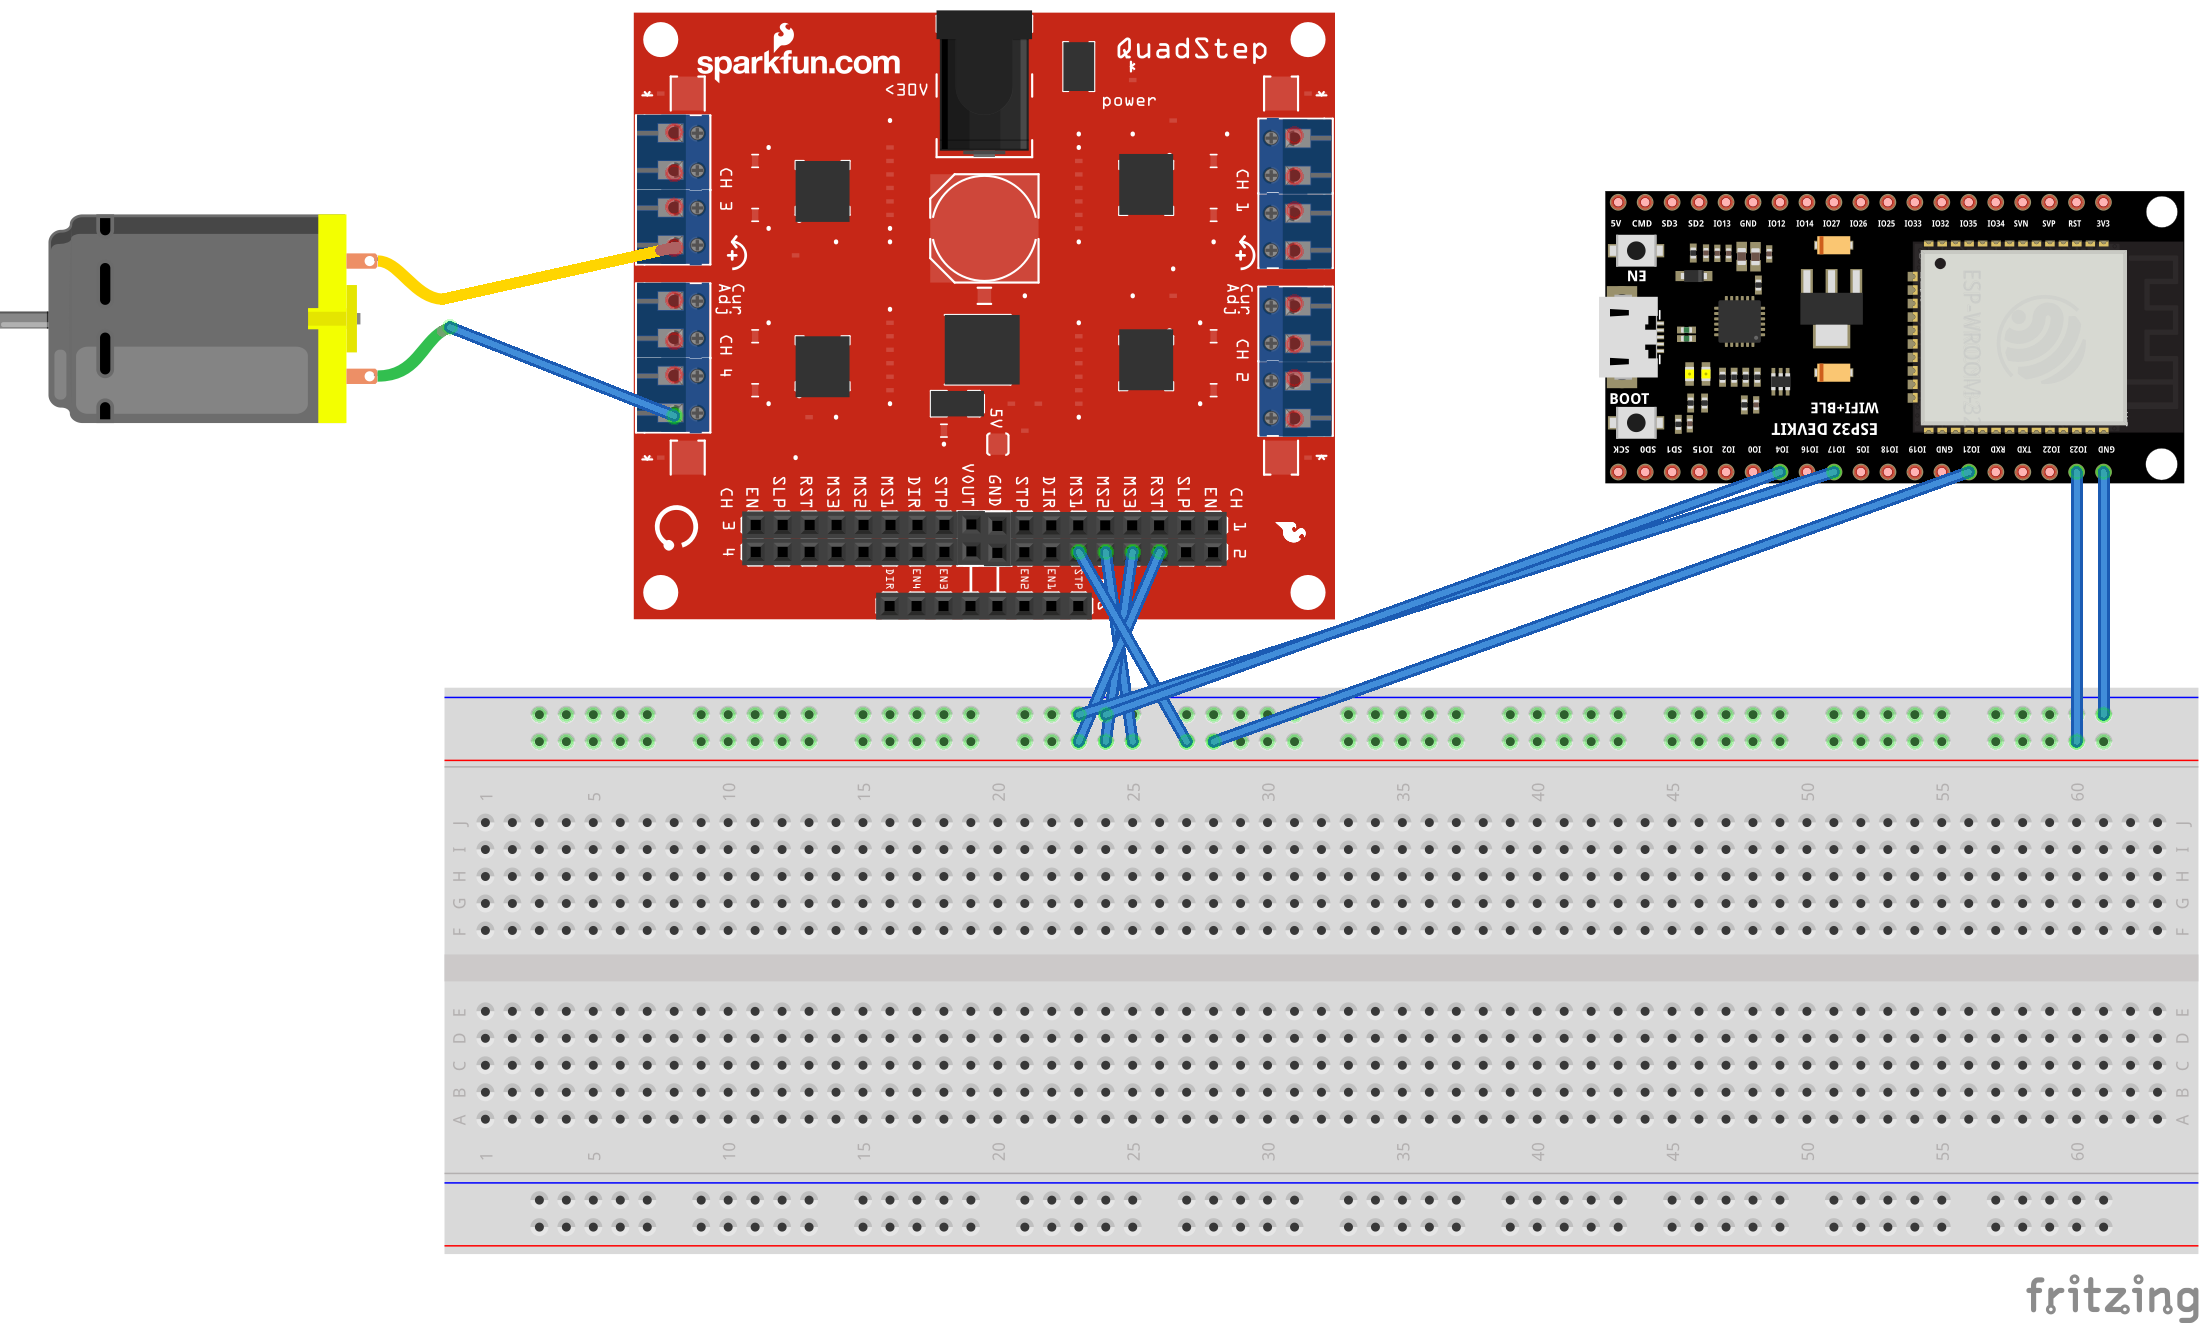 sparkfun.com
QuadStep
VOE>
power
*
*
*
CH 3
CH 1
Cur Adj
Cur Adj
CH 4
CH 2
5V
*
*
CH EN SLP RST MS3 MS2 MS1 DIR STP VOUT GND STP DIR MS1 MS2 MS3 RST SLP EN CH
3 1
4 2
DIR EN4 EN3 EN2 EN1 STP
5V CMD SD3 SD2 IO13 GND IO12 IO14 IO27 IO26 IO25 IO33 IO32 IO35 IO34 SVN SVP RST 3V3
EN
BOOT
WIFI+BLE
ESP32 DEVKIT
ESP-WROOM-3
SCK SD0 SD1 IO15 IO2 IO0 IO4 IO16 IO17 IO5 IO18 IO19 GND IO21 RXD TXD IO22 IO23 GND
1 5 10 15 20 25 30 35 40 45 50 55 60
J J
I I
H H
G G
F F
E E
D D
C C
B B
A A
1 5 10 15 20 25 30 35 40 45 50 55 60
fritzing